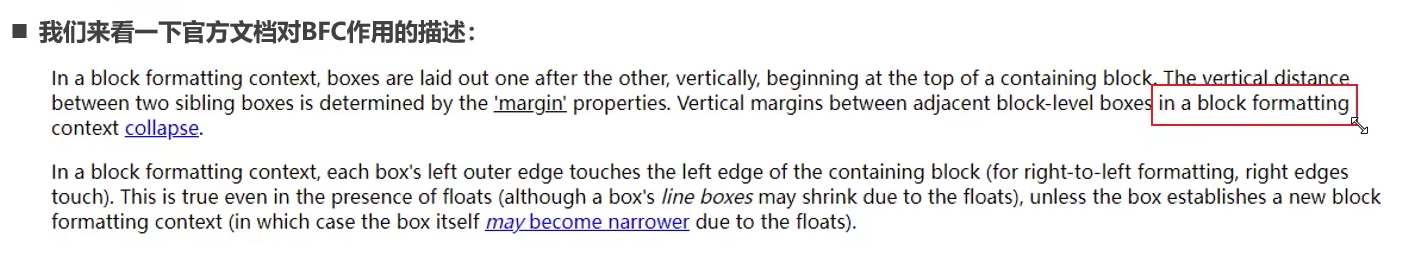 ■ 我们来看一下官方文档对BFC作用的描述：
In a block formatting context, boxes are laid out one after the other, vertically, beginning at the top of a containing block. The vertical distance
between two sibling boxes is determined by the 'margin' properties. Vertical margins between adjacent block-level boxes in a block formatting
context collapse.
In a block formatting context, each box's left outer edge touches the left edge of the containing block (for right-to-left formatting, right edges
touch). This is true even in the presence of floats (although a box's line boxes may shrink due to the floats), unless the box establishes a new block
formatting context (in which case the box itself may become narrower due to the floats).